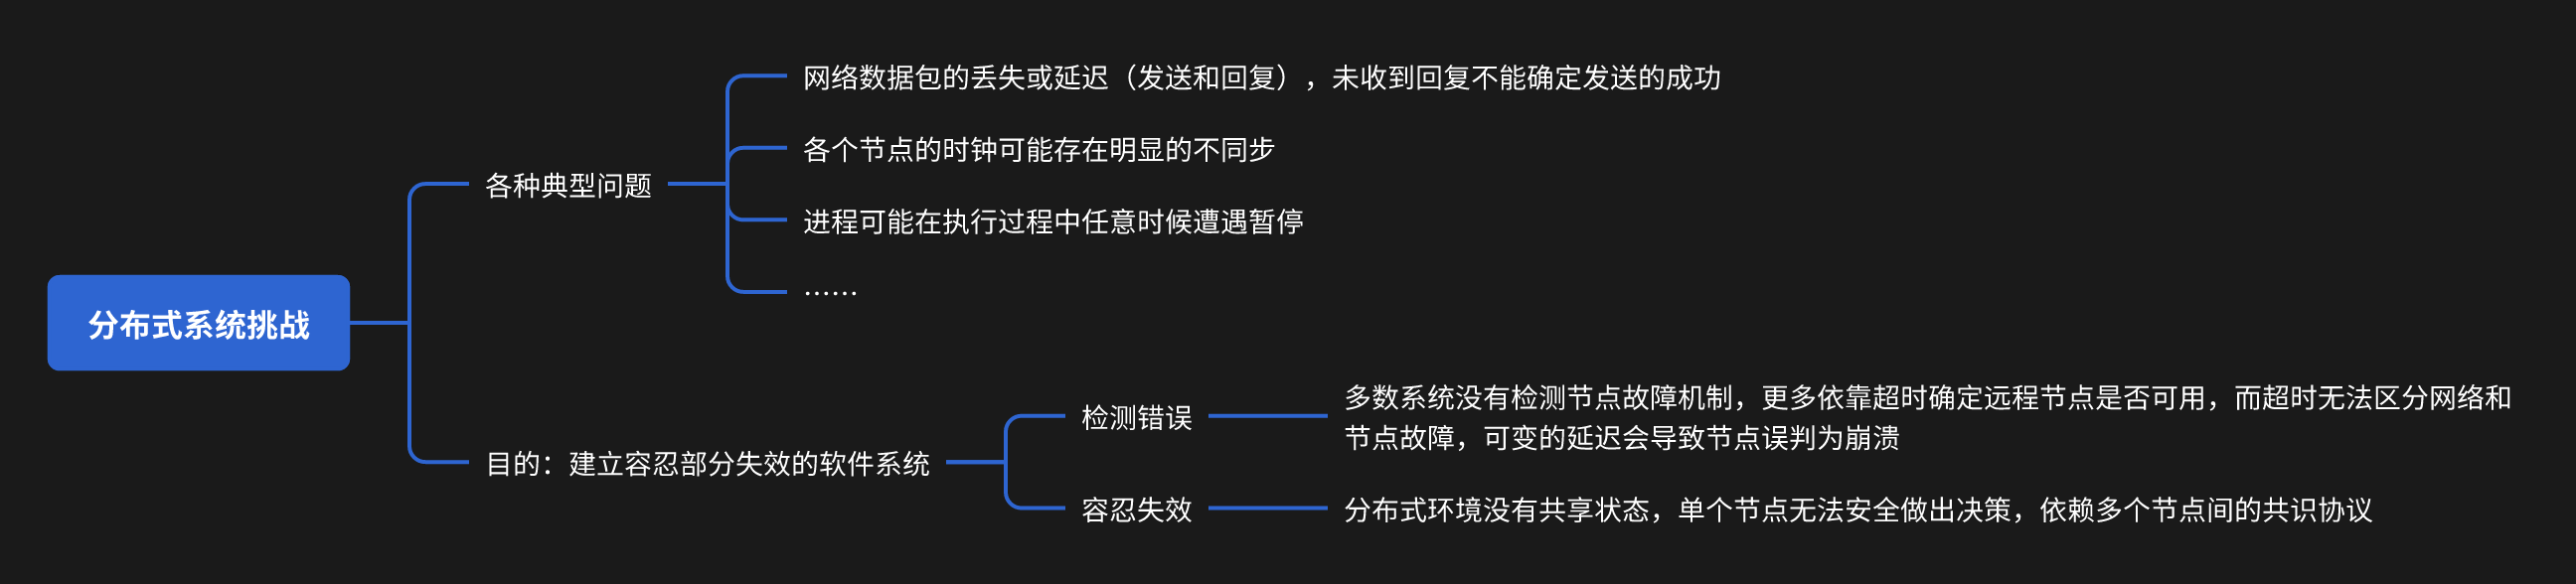 网络数据包的丢失或延迟（发送和回复），未收到回复不能确定发送的成功
各个节点的时钟可能存在明显的不同步
各种典型问题
进程可能在执行过程中任意时候遭遇暂停
……
分布式系统挑战
多数系统没有检测节点故障机制，更多依靠超时确定远程节点是否可用，而超时无法区分网络和
检测错误
节点故障，可变的延迟会导致节点误判为崩溃
目的：建立容忍部分失效的软件系统
容忍失效
分布式环境没有共享状态，单个节点无法安全做出决策，依赖多个节点间的共识协议